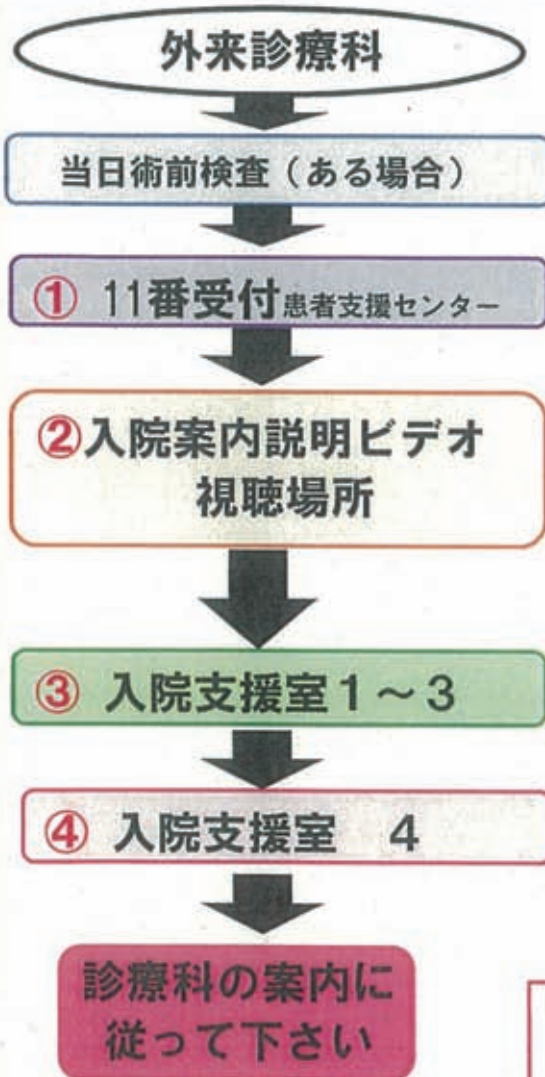 外来診療科
当日術前検査（ある場合）
① 11番受付患者支援センター
②入院案内説明ビデオ
視聴場所
③ 入院支援室１～３
④ 入院支援室　４
診療科の案内に
従って下さい